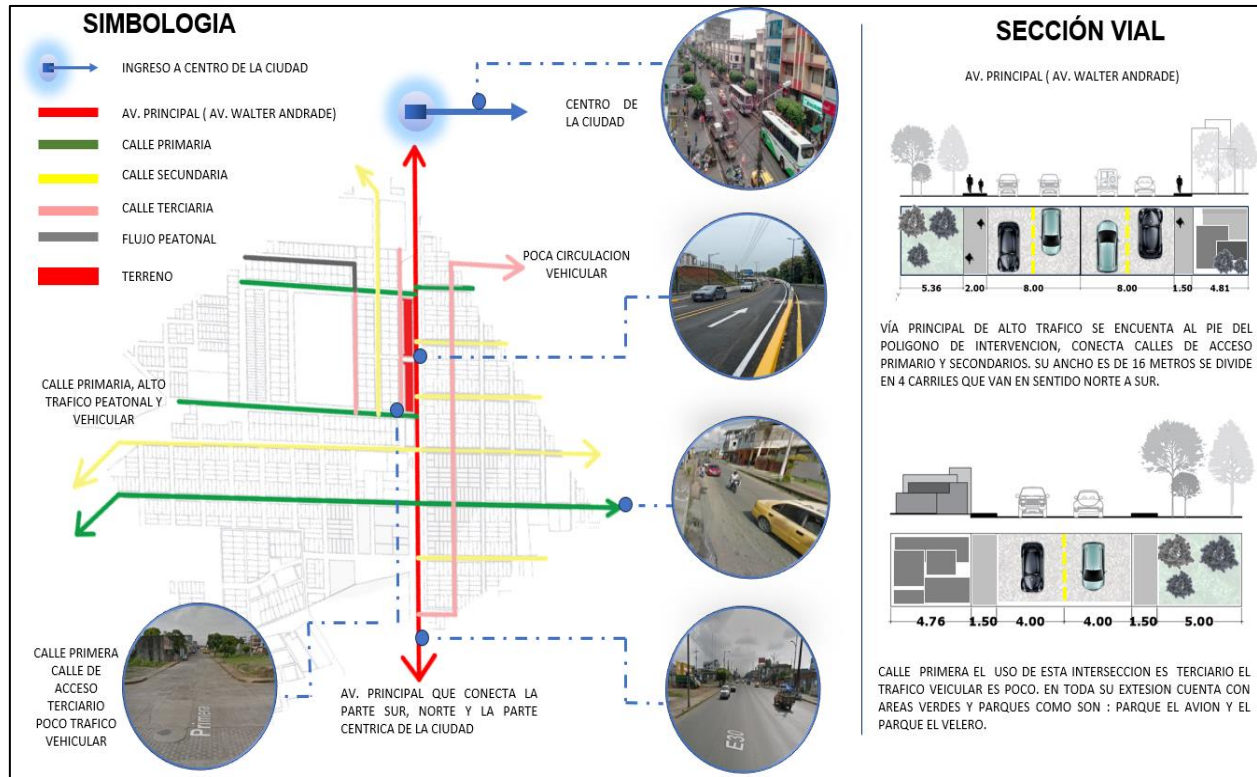 SIMBOLOGIA
INGRESO A CENTRO DE LA CIUDAD
AV. PRINCIPAL ( AV. WALTER ANDRADE)
CALLE PRIMARIA
CALLE SECUNDARIA
CALLE TERCIARIA
FLUJO PEATONAL
TERRENO
CENTRO DE
LA CIUDAD
POCA CIRCULACION
VEHICULAR
CALLE PRIMARIA, ALTO
TRAFICO PEATONAL Y
VEHICULAR
CALLE PRIMERA
CALLE DE
ACCESO
TERCIARIO
POCO TRAFICO
VEHICULAR
Primera
AV. PRINCIPAL QUE CONECTA LA
PARTE SUR, NORTE Y LA PARTE
CENTRICA DE LA CIUDAD
E30
SECCIÓN VIAL
AV. PRINCIPAL ( AV. WALTER ANDRADE)
5.36 2.00 8.00 8.00 1.50 4.81
VÍA PRINCIPAL DE ALTO TRAFICO SE ENCUENTA AL PIE DEL
POLIGONO DE INTERVENCION, CONECTA CALLES DE ACCESO
PRIMARIO Y SECONDARIOS. SU ANCHO ES DE 16 METROS SE DIVIDE
EN 4 CARRILES QUE VAN EN SENTIDO NORTE A SUR.
4.76 1.50 4.00 4.00 1.50 5.00
CALLE PRIMERA EL USO DE ESTA INTERSECCION ES TERCIARIO EL
TRAFICO VEICULAR ES POCO. EN TODA SU EXTESION CUENTA CON
AREAS VERDES Y PARQUES COMO SON : PARQUE EL AVION Y EL
PARQUE EL VELERO.